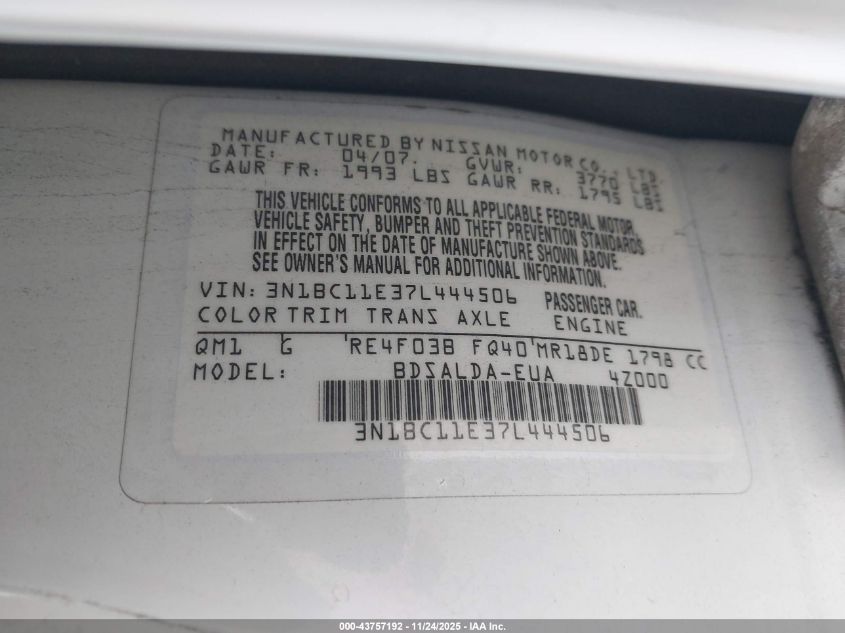 MANUFACTURED BY NISSAN MOTOR CO., LTD.
DATE: 04/07. GVWR: 3770 LBS
GAWR FR: 1993 LBS GAWR RR: 1795 LBS
THIS VEHICLE CONFORMS TO ALL APPLICABLE FEDERAL MOTOR
VEHICLE SAFETY, BUMPER AND THEFT PREVENTION STANDARDS
IN EFFECT ON THE DATE OF MANUFACTURE SHOWN ABOVE.
SEE OWNER'S MANUAL FOR ADDITIONAL INFORMATION.
VIN: 3N1BC11E37L444506 PASSENGER CAR.
COLOR TRIM TRANS AXLE ENGINE
QM1 G RE4F03B FQ40 MR18DE 1798 CC
MODEL: BDSALDA-EUA 4Z000
3N1BC11E37L444506
000-43757192 - 11/24/2025 - IAA Inc.